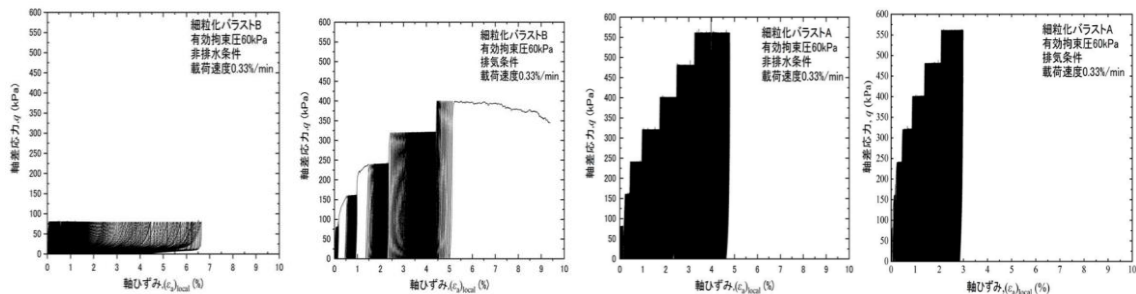 細粒化バラストB
有効拘束圧60kPa
非排水条件
載荷速度0.33%/min
軸差応力,q (kPa)
600
550
500
450
400
350
300
250
200
150
100
50
0
0 1 2 3 4 5 6 7 8 9 10
軸ひずみ,(εa)local (%)
細粒化バラストB
有効拘束圧60kPa
排気条件
載荷速度0.33%/min
軸差応力,q (kPa)
600
550
500
450
400
350
300
250
200
150
100
50
0
0 1 2 3 4 5 6 7 8 9 10
軸ひずみ,(εa)local (%)
細粒化バラストA
有効拘束圧60kPa
非排水条件
載荷速度0.33%/min
軸差応力,q (kPa)
600
550
500
450
400
350
300
250
200
150
100
50
0
0 1 2 3 4 5 6 7 8 9 10
軸ひずみ,(εa)local (%)
細粒化バラストA
有効拘束圧60kPa
排気条件
載荷速度0.33%/min
軸差応力, q (kPa)
600
550
500
450
400
350
300
250
200
150
100
50
0
0 1 2 3 4 5 6 7 8 9 10
軸ひずみ,(εa)local (%)